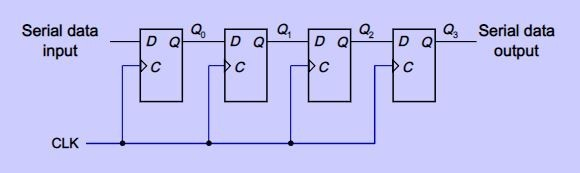 Serial data input
Q0
Q1
Q2
Q3
Serial data output
D Q
D Q
D Q
D Q
C
C
C
C
CLK